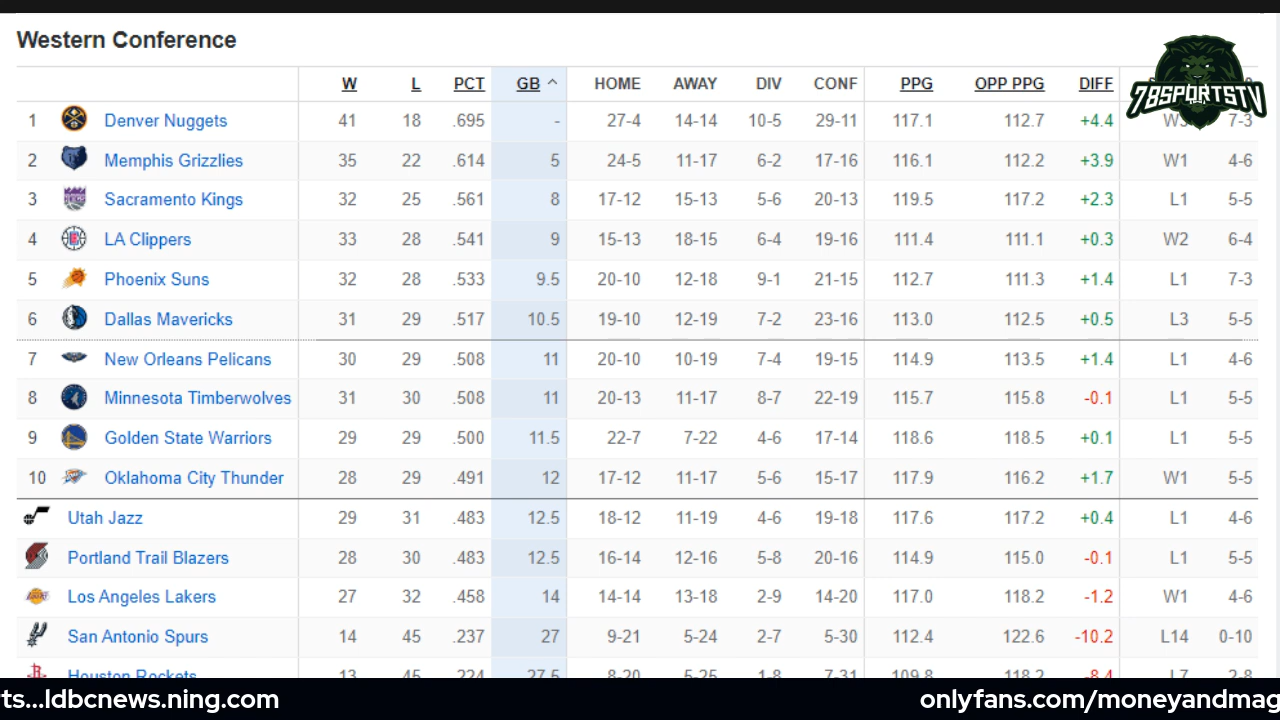 Western Conference
W L PCT GB HOME AWAY DIV CONF PPG OPP PPG DIFF
78SPORTSTV
1 Denver Nuggets 41 18 .695 - 27-4 14-14 10-5 29-11 117.1 112.7 +4.4 W3 7-3
2 Memphis Grizzlies 35 22 .614 5 24-5 11-17 6-2 17-16 116.1 112.2 +3.9 W1 4-6
3 Sacramento Kings 32 25 .561 8 17-12 15-13 5-6 20-13 119.5 117.2 +2.3 L1 5-5
4 LA Clippers 33 28 .541 9 15-13 18-15 6-4 19-16 111.4 111.1 +0.3 W2 6-4
5 Phoenix Suns 32 28 .533 9.5 20-10 12-18 9-1 21-15 112.7 111.3 +1.4 L1 7-3
6 Dallas Mavericks 31 29 .517 10.5 19-10 12-19 7-2 23-16 113.0 112.5 +0.5 L3 5-5
7 New Orleans Pelicans 30 29 .508 11 20-10 10-19 7-4 19-15 114.9 113.5 +1.4 L1 4-6
8 Minnesota Timberwolves 31 30 .508 11 20-13 11-17 8-7 22-19 115.7 115.8 -0.1 L1 5-5
9 Golden State Warriors 29 29 .500 11.5 22-7 7-22 4-6 17-14 118.6 118.5 +0.1 L1 5-5
10 Oklahoma City Thunder 28 29 .491 12 17-12 11-17 5-6 15-17 117.9 116.2 +1.7 W1 5-5
Utah Jazz 29 31 .483 12.5 18-12 11-19 4-6 19-18 117.6 117.2 +0.4 L1 4-6
Portland Trail Blazers 28 30 .483 12.5 16-14 12-16 5-8 20-16 114.9 115.0 -0.1 L1 5-5
Los Angeles Lakers 27 32 .458 14 14-14 13-18 2-9 14-20 117.0 118.2 -1.2 W1 4-6
San Antonio Spurs 14 45 .237 27 9-21 5-24 2-7 5-30 112.4 122.6 -10.2 L14 0-10
Houston Rockets 13 45 .224 27.5 8-20 5-25 1-8 7-31 109.8 118.2 -8.4 L7 2-8
ts...ldbcnews.ning.com onlyfans.com/moneyandmag